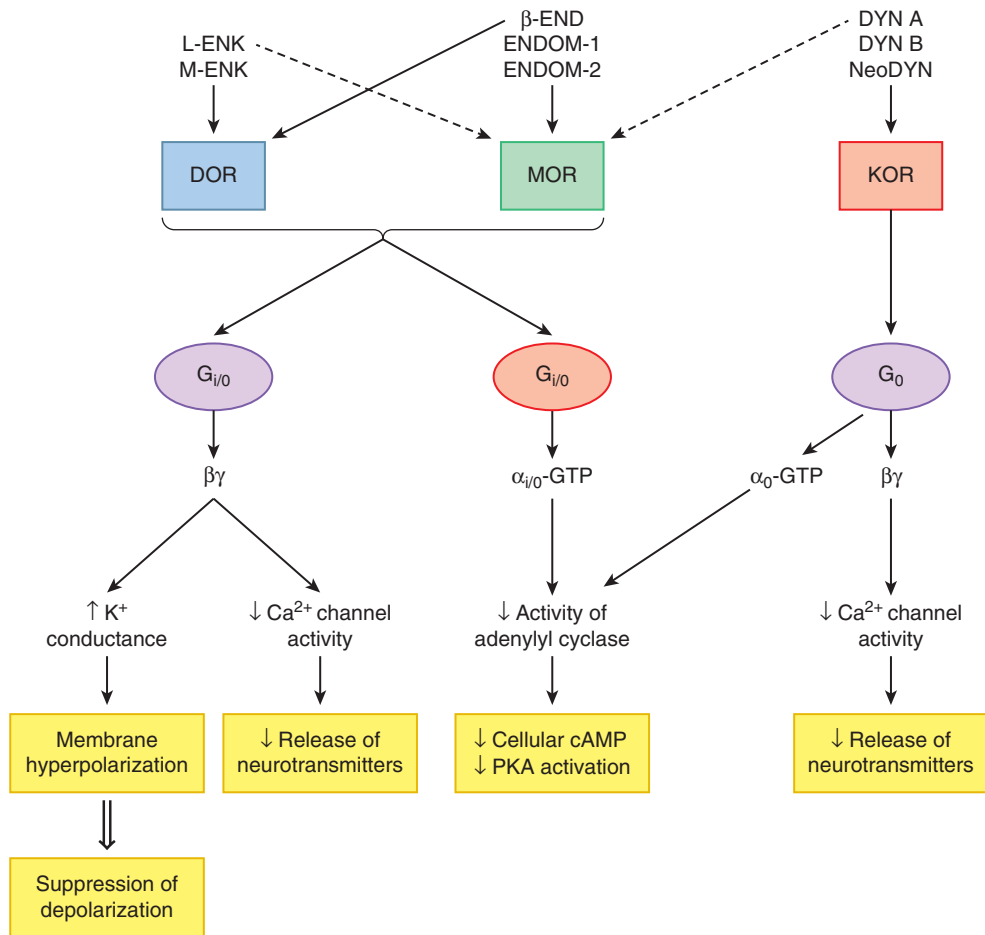 L-ENK
M-ENK
β-END
ENDOM-1
ENDOM-2
DYN A
DYN B
NeoDYN
DOR
MOR
KOR
Gi/0
Gi/0
G0
βγ
αi/0-GTP
α0-GTP
βγ
↑ K+
conductance
↓ Ca2+ channel
activity
↓ Activity of
adenylyl cyclase
↓ Ca2+ channel
activity
Membrane
hyperpolarization
↓ Release of
neurotransmitters
↓ Cellular cAMP
↓ PKA activation
↓ Release of
neurotransmitters
Suppression of
depolarization